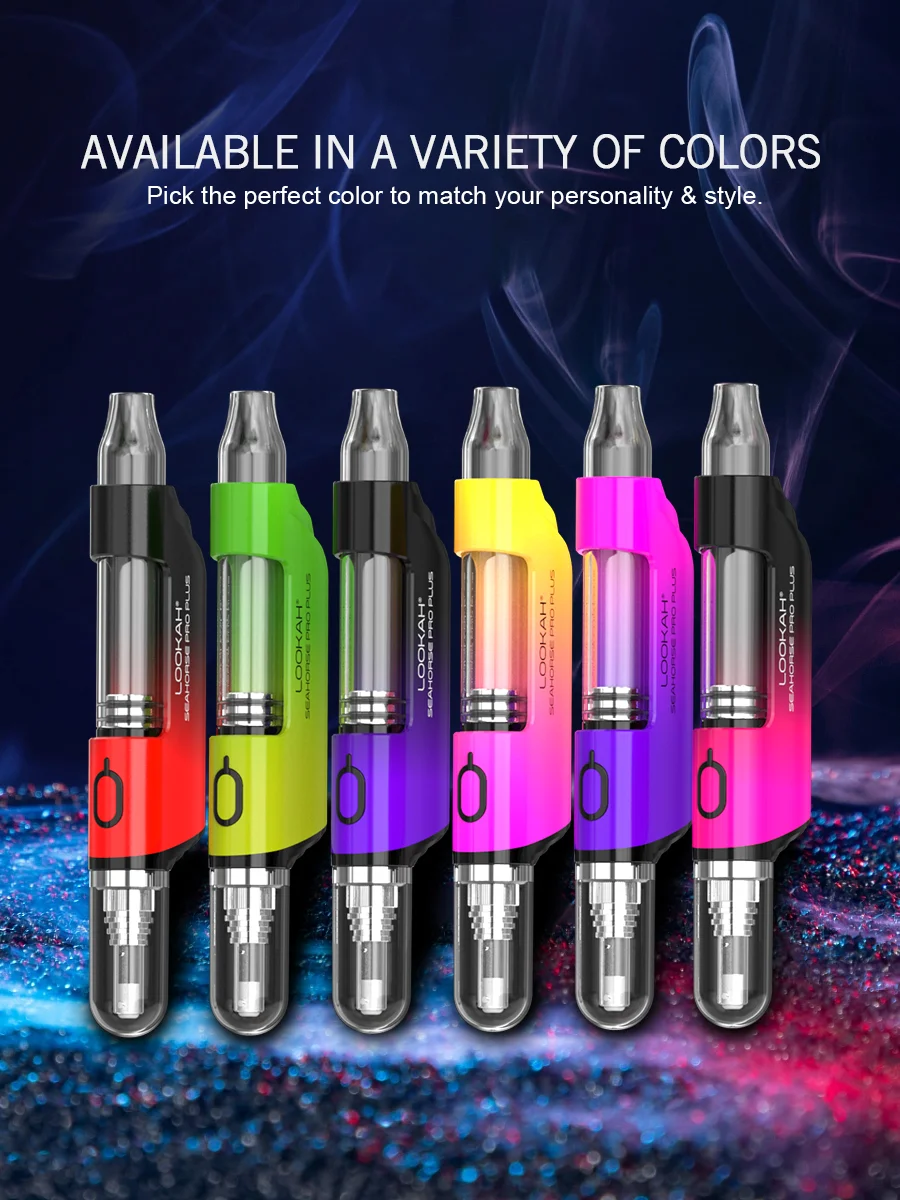 AVAILABLE IN A VARIETY OF COLORS
Pick the perfect color to match your personality & style.
LOOKAH®
SEAHORSE PRO PLUS
LOOKAH®
SEAHORSE PRO PLUS
LOOKAH®
SEAHORSE PRO PLUS
LOOKAH®
SEAHORSE PRO PLUS
LOOKAH®
SEAHORSE PRO PLUS
LOOKAH®
SEAHORSE PRO PLUS